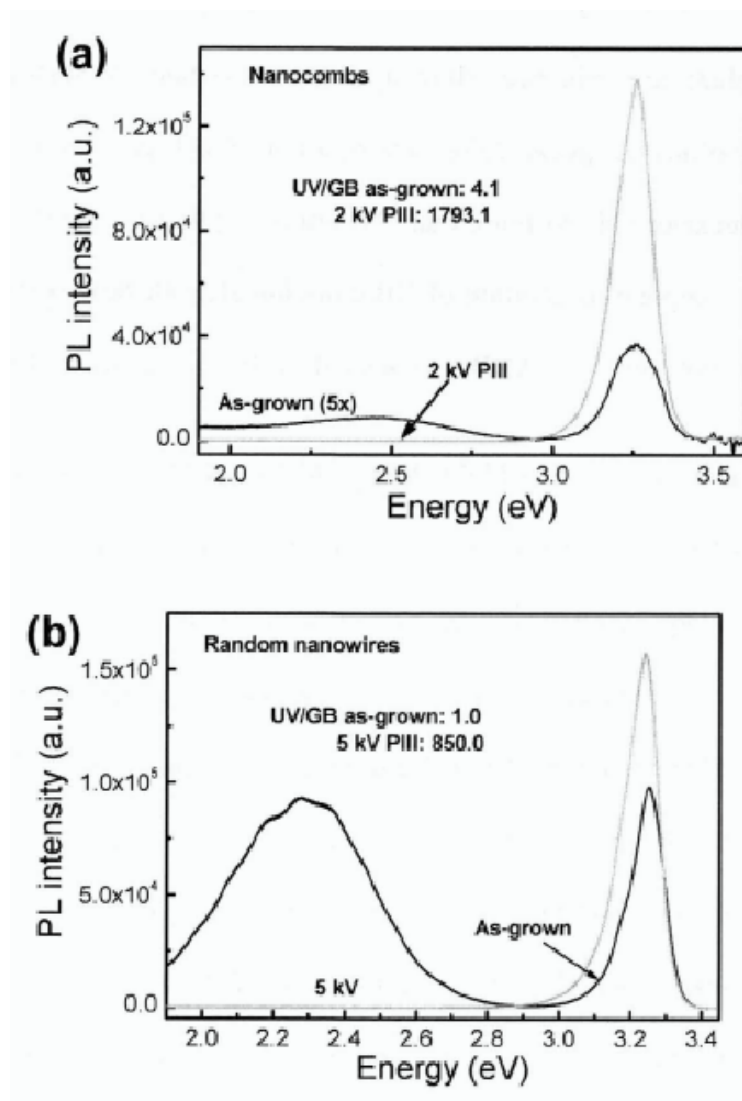 (a)
Nanocombs
1.2x10⁵
8.0x10⁴
4.0x10⁴
0.0
PL intensity (a.u.)
UV/GB as-grown: 4.1
2 kV PIII: 1793.1
2 kV PIII
As-grown (5x)
2.0 2.5 3.0 3.5
Energy (eV)
(b)
Random nanowires
1.5x10⁵
1.0x10⁵
5.0x10⁴
0.0
PL intensity (a.u.)
UV/GB as-grown: 1.0
5 kV PIII: 850.0
As-grown
5 kV
2.0 2.2 2.4 2.6 2.8 3.0 3.2 3.4
Energy (eV)